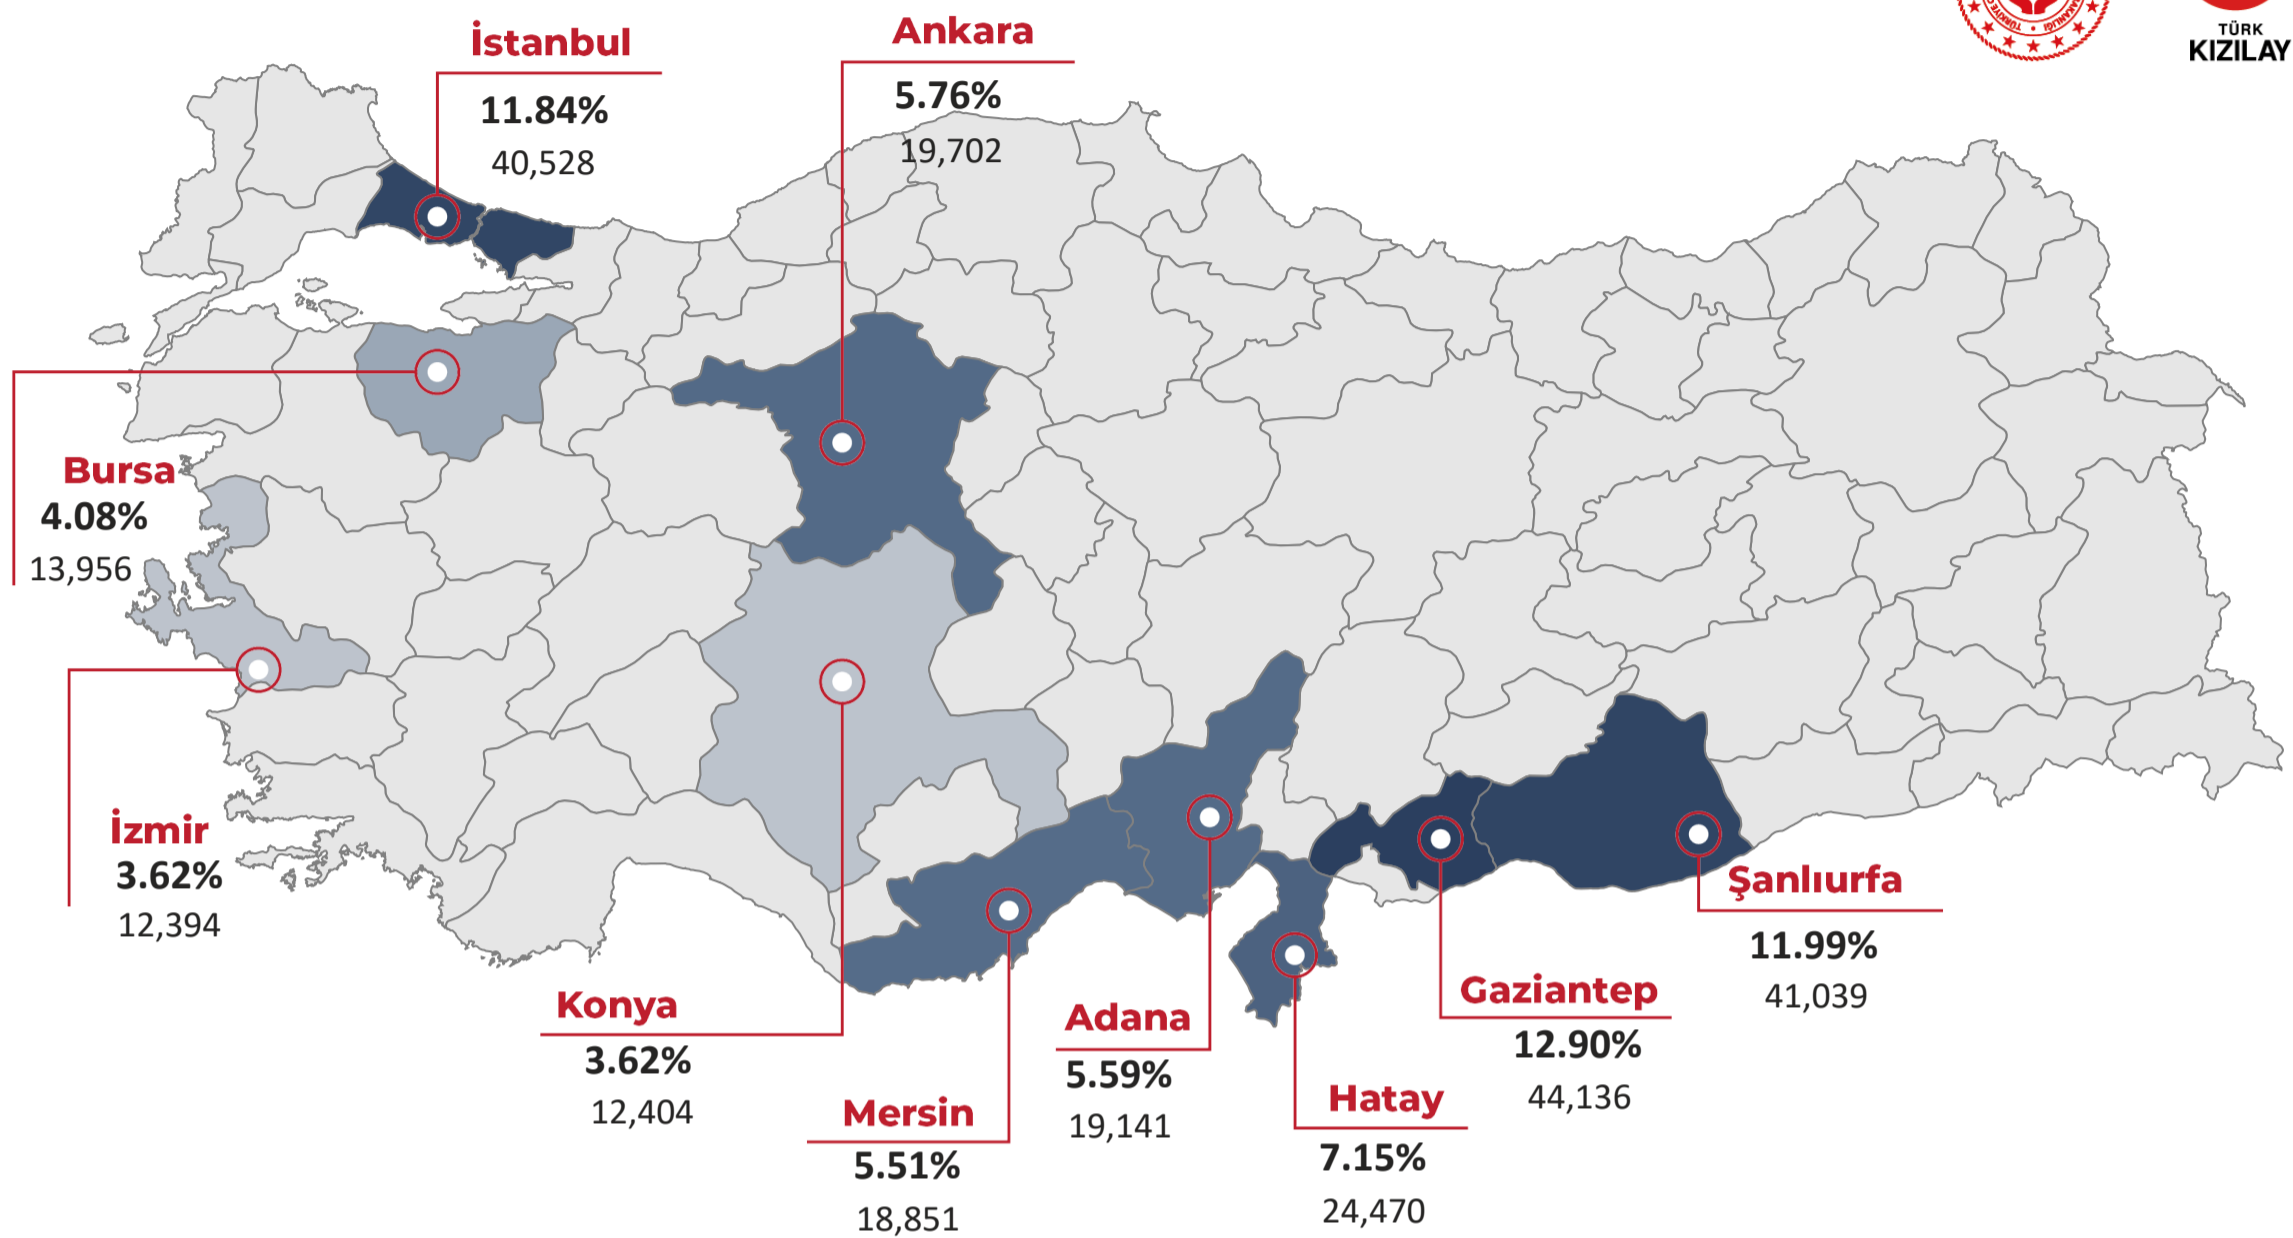 TÜRK
KIZILAY
İstanbul
11.84%
40,528
Ankara
5.76%
19,702
Bursa
4.08%
13,956
İzmir
3.62%
12,394
Konya
3.62%
12,404
Mersin
5.51%
18,851
Adana
5.59%
19,141
Hatay
7.15%
24,470
Gaziantep
12.90%
44,136
Şanlıurfa
11.99%
41,039